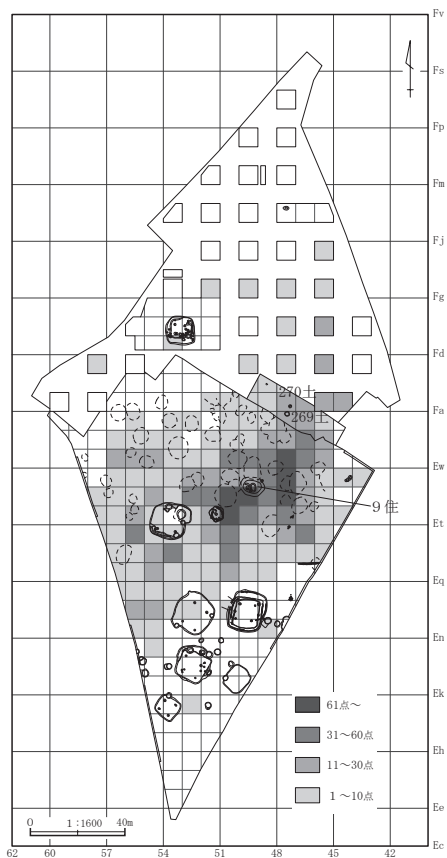 Fv
Fs
Fp
Fm
Fj
Fg
Fd
270土
Fa
269土
Ew
9住
Et
Eq
En
61点～
Ek
31～60点
11～30点
Eh
1～10点
0 1:1600 40m
Ee
Ec
62 60 57 54 51 48 45 42